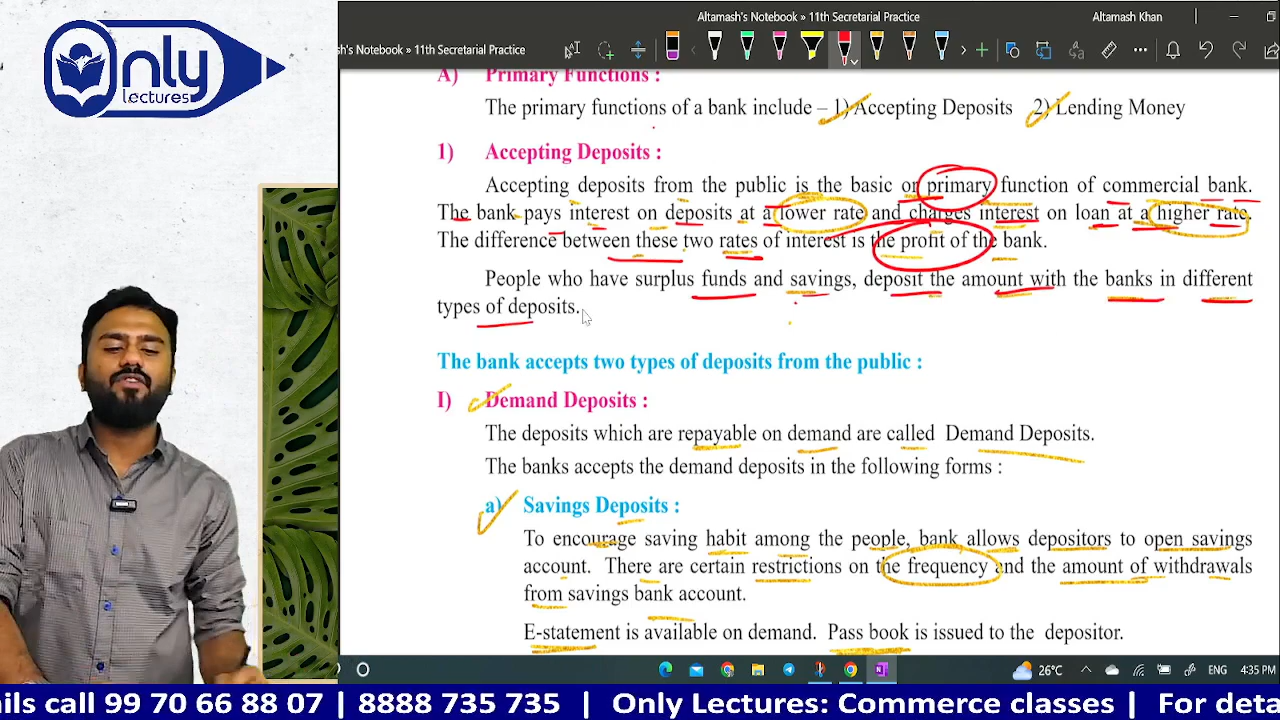 Only
Lectures
Altamash's Notebook » 11th Secretarial Practice
Altamash Khan
sh's Notebook » 11th Secretarial Practice
A) Primary Functions :
The primary functions of a bank include – 1) Accepting Deposits 2) Lending Money
1) Accepting Deposits :
Accepting deposits from the public is the basic or primary function of commercial bank.
The bank pays interest on deposits at a lower rate and charges interest on loan at a higher rate.
The difference between these two rates of interest is the profit of the bank.
People who have surplus funds and savings, deposit the amount with the banks in different
types of deposits.
The bank accepts two types of deposits from the public :
I) Demand Deposits :
The deposits which are repayable on demand are called Demand Deposits.
The banks accepts the demand deposits in the following forms :
a) Savings Deposits :
To encourage saving habit among the people, bank allows depositors to open savings
account. There are certain restrictions on the frequency and the amount of withdrawals
from savings bank account.
E-statement is available on demand. Pass book is issued to the depositor.
26°C
ENG
4:35 PM
ils call 99 70 66 88 07 | 8888 735 735 | Only Lectures: Commerce classes | For deta